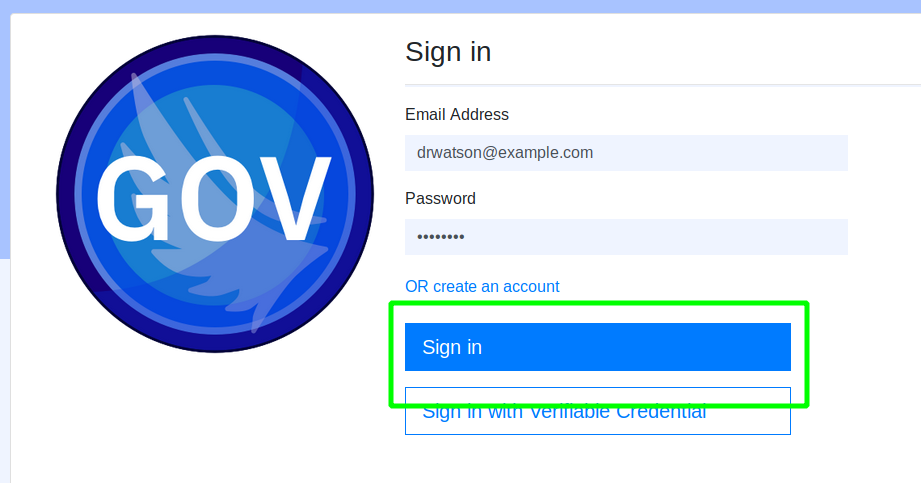 GOV
Sign in
Email Address
drwatson@example.com
Password
••••••••
OR create an account
Sign in
Sign in with Verifiable Credential